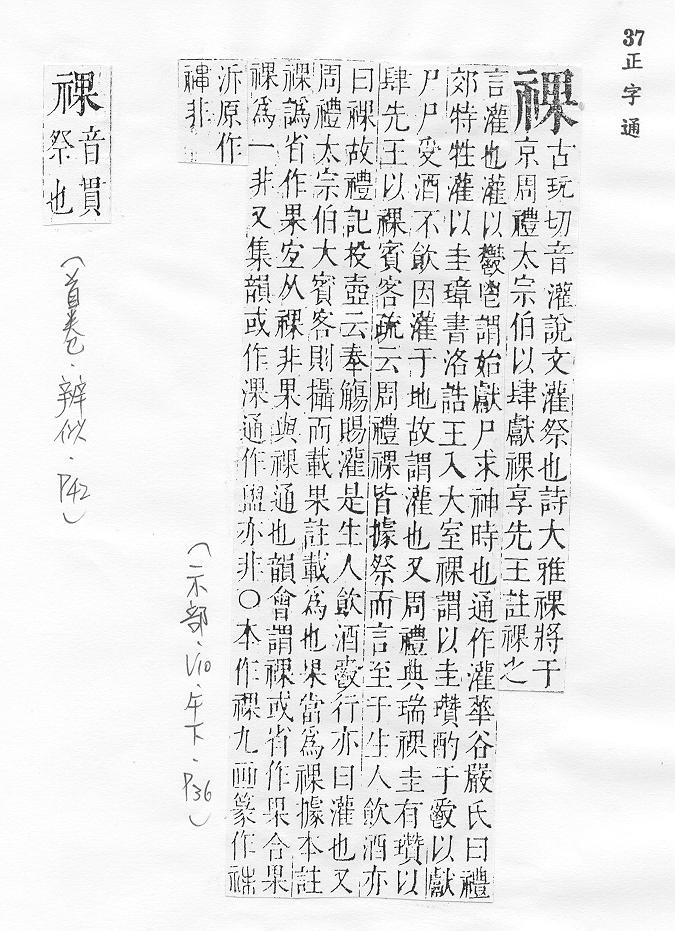 37正字通
祼
古玩切音灌說文灌祭也詩大雅祼將于
京周禮太宗伯以肆獻祼享先王註祼之
言灌也灌以鬱鬯謂始獻尸求神時也通作灌華谷嚴氏曰禮
郊特牲灌以圭璋書洛誥王入大室祼謂以圭瓚酌于鬯以獻
尸尸受酒不飲因灌于地故謂灌也又周禮典瑞祼圭有瓚以
肆先王以祼賓客疏云周禮祼皆據祭而言至于生人飲酒亦
曰祼故禮記投壺云奉觴賜灌是生人飲酒爵行亦曰灌也又
周禮太宗伯大賓客則攝而載果註載為也果當為祼據本註
祼譌省作果宜从祼非果與祼通也韻會謂祼或省作果合果
祼為一非又集韻或作淉通作盥亦非○本作祼九画篆作
泝原作
非
祼音貫
祭也
(首卷.辨似.P42)
(示部.V10.午下.P36)